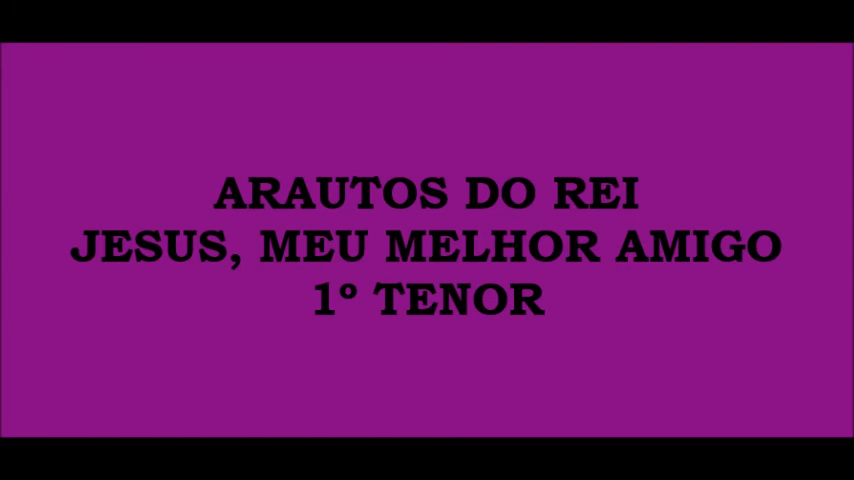 ARAUTOS DO REI
JESUS, MEU MELHOR AMIGO
1º TENOR